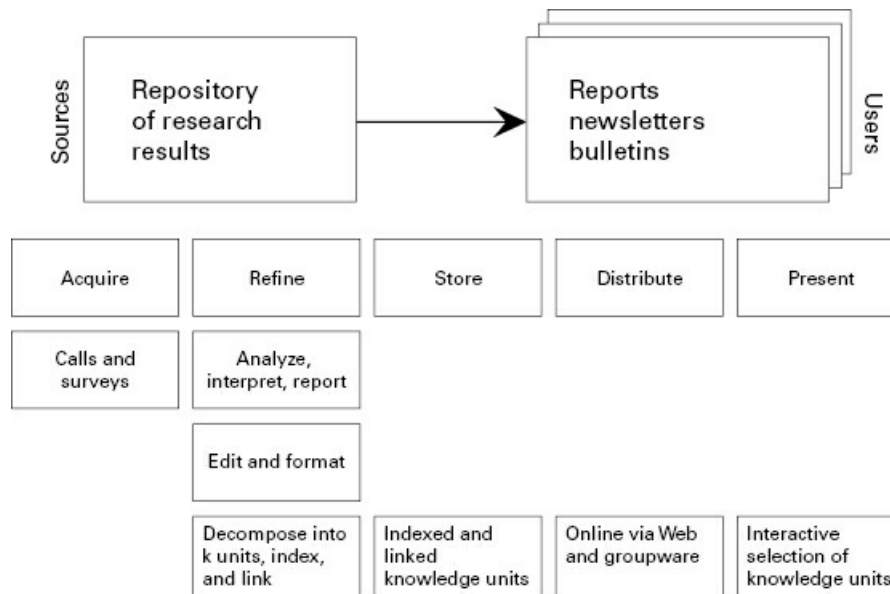 Sources
Repository
of research
results
Reports
newsletters
bulletins
Users
Acquire
Refine
Store
Distribute
Present
Calls and
surveys
Analyze,
interpret, report
Edit and format
Decompose into
k units, index,
and link
Indexed and
linked
knowledge units
Online via Web
and groupware
Interactive
selection of
knowledge units